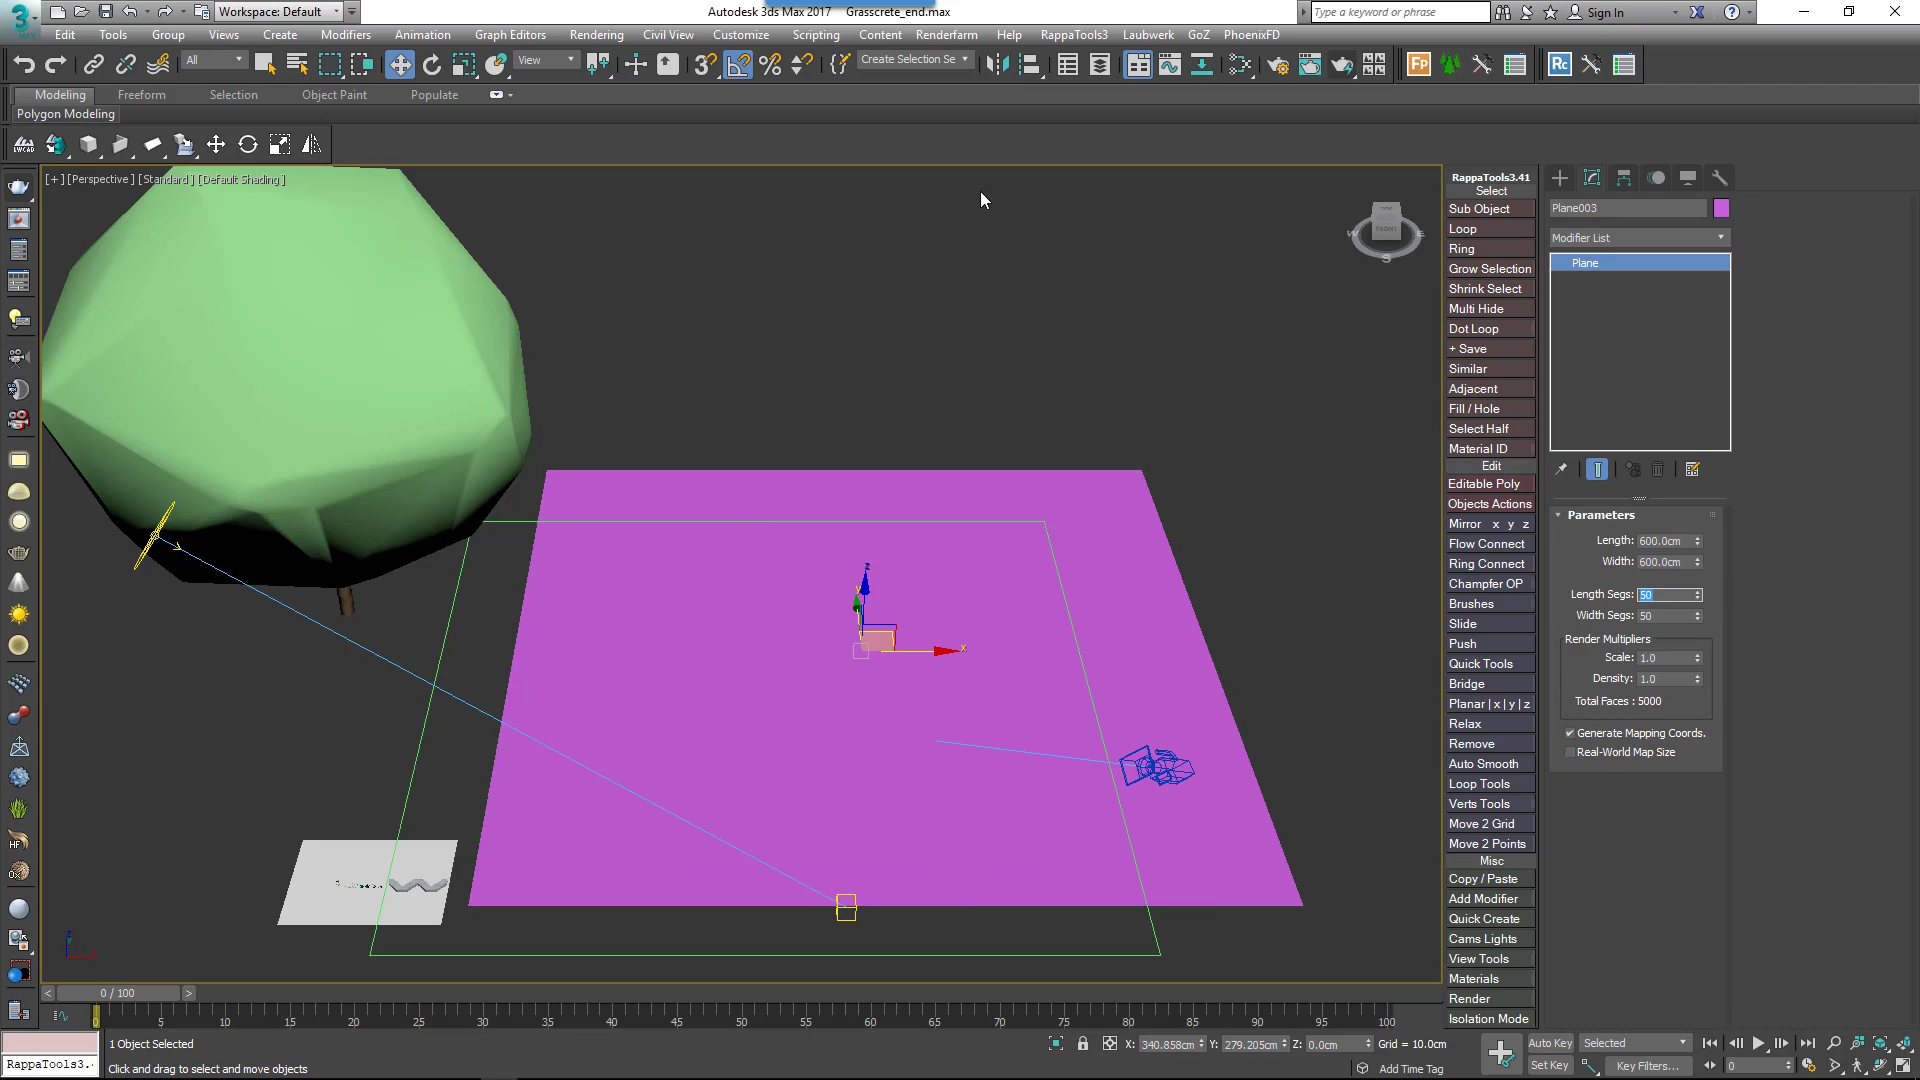 Autodesk 3ds Max 2017 Grasscrete_end.max
Workspace: Default
Type a keyword or phrase
Sign In
3
MAX
Edit Tools Group Views Create Modifiers Animation Graph Editors Rendering Civil View Customize Scripting Content Renderfarm Help RappaTools3 Laubwerk GoZ PhoenixFD
All
View
3
%
Create Selection Se
Fp
Rc
Modeling Freeform Selection Object Paint Populate
Polygon Modeling
LWCAD
[+] [Perspective ] [Standard ] [Default Shading ]
TOP
FRONT
W E
S
z
y
x
RappaTools3.41
Select
Sub Object
Loop
Ring
Grow Selection
Shrink Select
Multi Hide
Dot Loop
+ Save
Similar
Adjacent
Fill / Hole
Select Half
Material ID
Edit
Editable Poly
Objects Actions
Mirror x y z
Flow Connect
Ring Connect
Champfer OP
Brushes
Slide
Push
Quick Tools
Bridge
Planar | x | y | z
Relax
Remove
Auto Smooth
Loop Tools
Verts Tools
Move 2 Grid
Move 2 Points
Misc
Copy / Paste
Add Modifier
Quick Create
Cams Lights
View Tools
Materials
Render
Isolation Mode
Plane003
Modifier List
Plane
Parameters
Length: 600.0cm
Width: 600.0cm
Length Segs: 50
Width Segs: 50
Render Multipliers
Scale: 1.0
Density: 1.0
Total Faces : 5000
Generate Mapping Coords.
Real-World Map Size
HF
< 0 / 100 >
0 5 10 15 20 25 30 35 40 45 50 55 60 65 70 75 80 85 90 95 100
1 Object Selected
X: 340.858cm Y: 279.205cm Z: 0.0cm Grid = 10.0cm
Auto Key Selected
RappaTools3.
Click and drag to select and move objects
Add Time Tag
Set Key Key Filters... 0